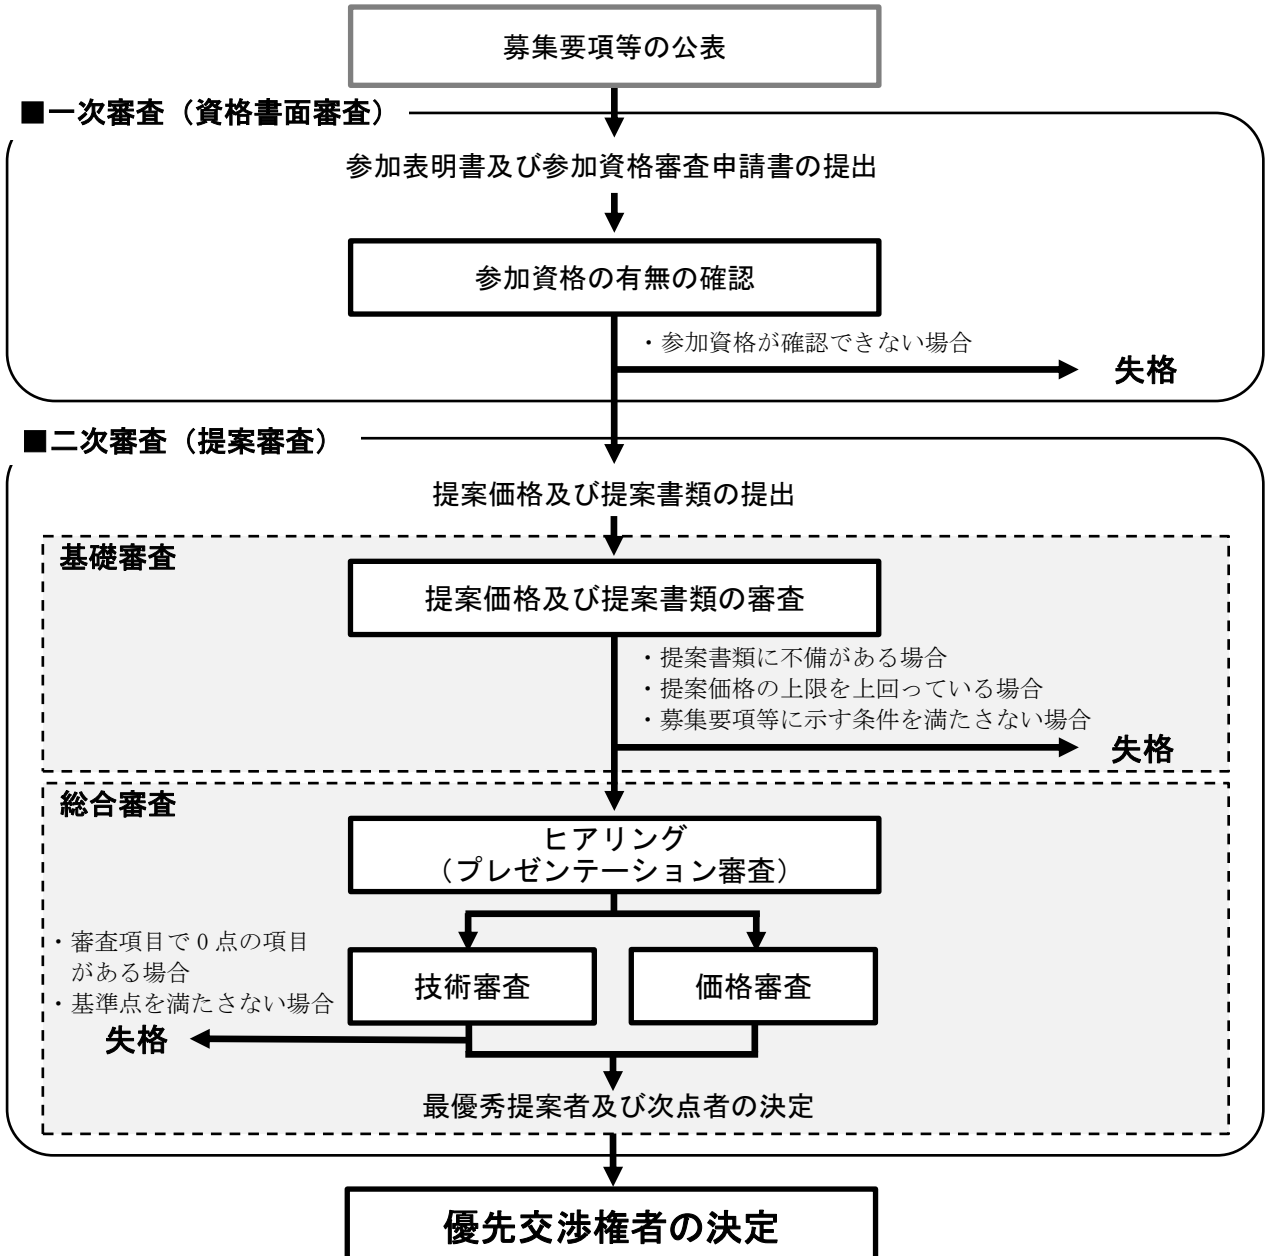 募集要項等の公表
■一次審査（資格書面審査）
参加表明書及び参加資格審査申請書の提出
参加資格の有無の確認
・参加資格が確認できない場合
失格
■二次審査（提案審査）
提案価格及び提案書類の提出
基礎審査
提案価格及び提案書類の審査
・提案書類に不備がある場合
・提案価格の上限を上回っている場合
・募集要項等に示す条件を満たさない場合
失格
総合審査
ヒアリング
（プレゼンテーション審査）
・審査項目で０点の項目
がある場合
・基準点を満たさない場合
失格
技術審査
価格審査
最優秀提案者及び次点者の決定
優先交渉権者の決定